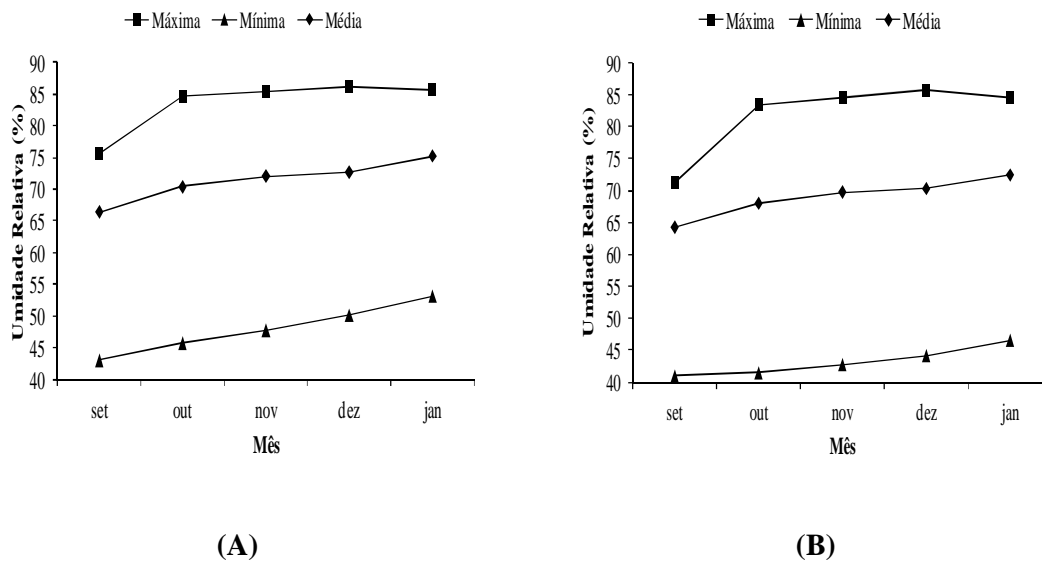 Máxima Mínima Média
90
85
80
75
70
65
60
55
50
45
40
Umidade Relativa (%)
set out nov dez jan
Mês
(A)
Máxima Mínima Média
90
85
80
75
70
65
60
55
50
45
40
Umidade Relativa (%)
set out nov dez jan
Mês
(B)